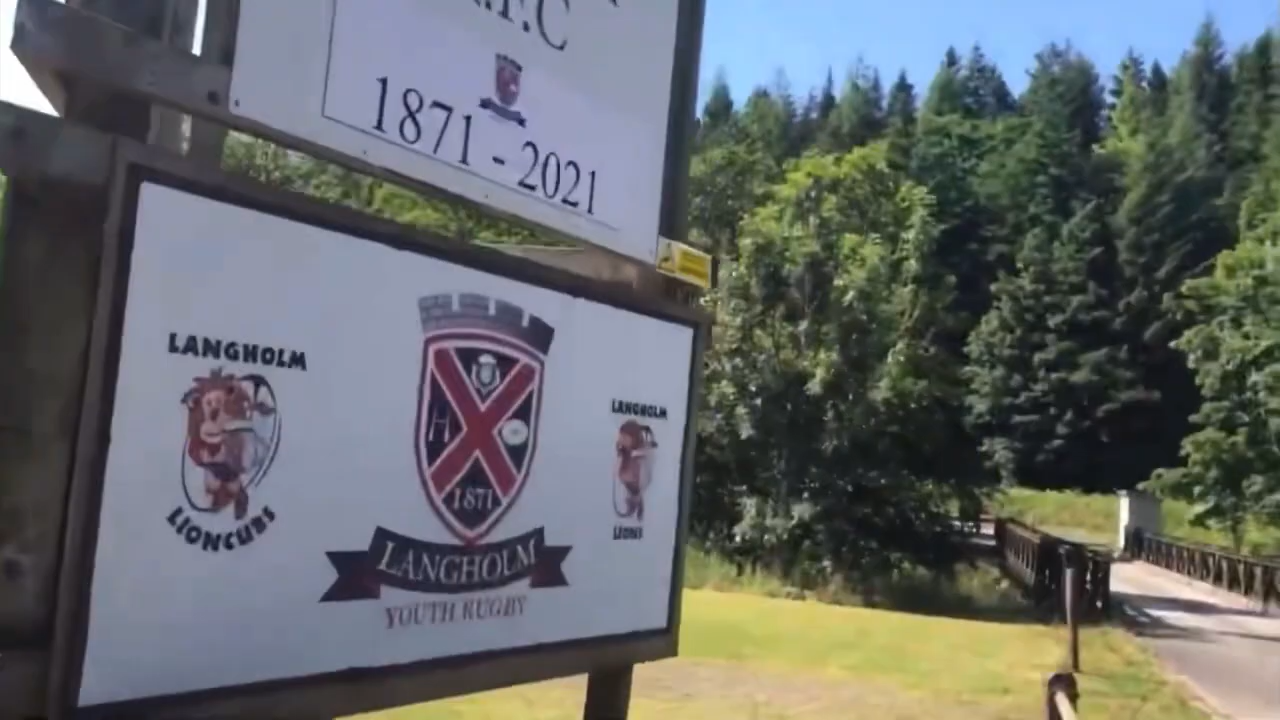 R.F.C
1871 - 2021
LANGHOLM
LIONCUBS
H
1871
LANGHOLM
YOUTH RUGBY
LANGHOLM
LIONS